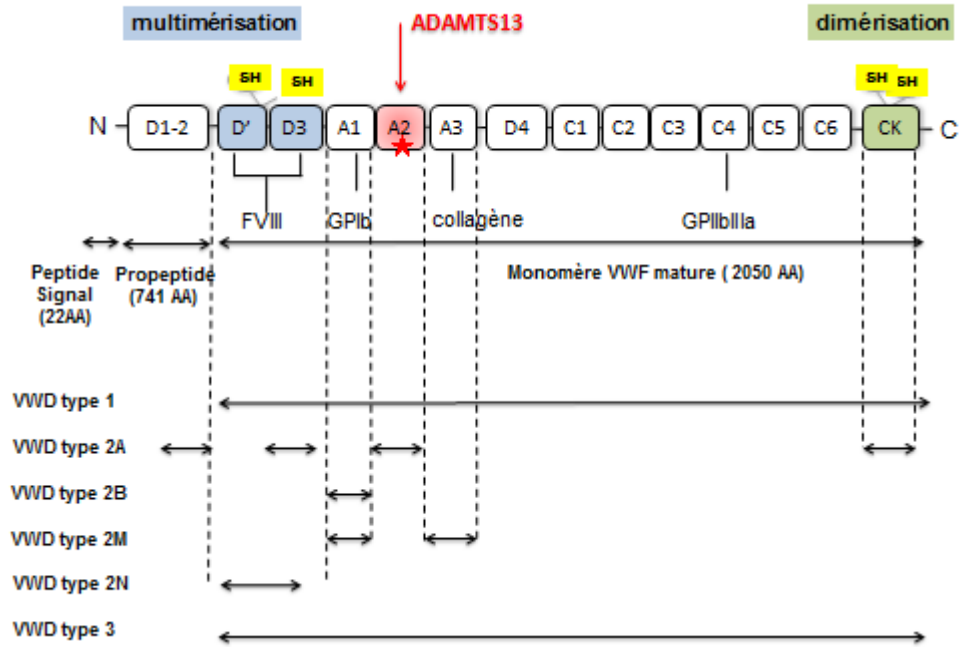 multimérisation
ADAMTS13
dimérisation
SH SH
SH SH
N D1-2 D' D3 A1 A2 A3 D4 C1 C2 C3 C4 C5 C6 CK C
FVIII GPIb collagène GPIIbIIIa
Peptide Signal (22AA)
Propeptide (741 AA)
Monomère VWF mature ( 2050 AA)
VWD type 1
VWD type 2A
VWD type 2B
VWD type 2M
VWD type 2N
VWD type 3